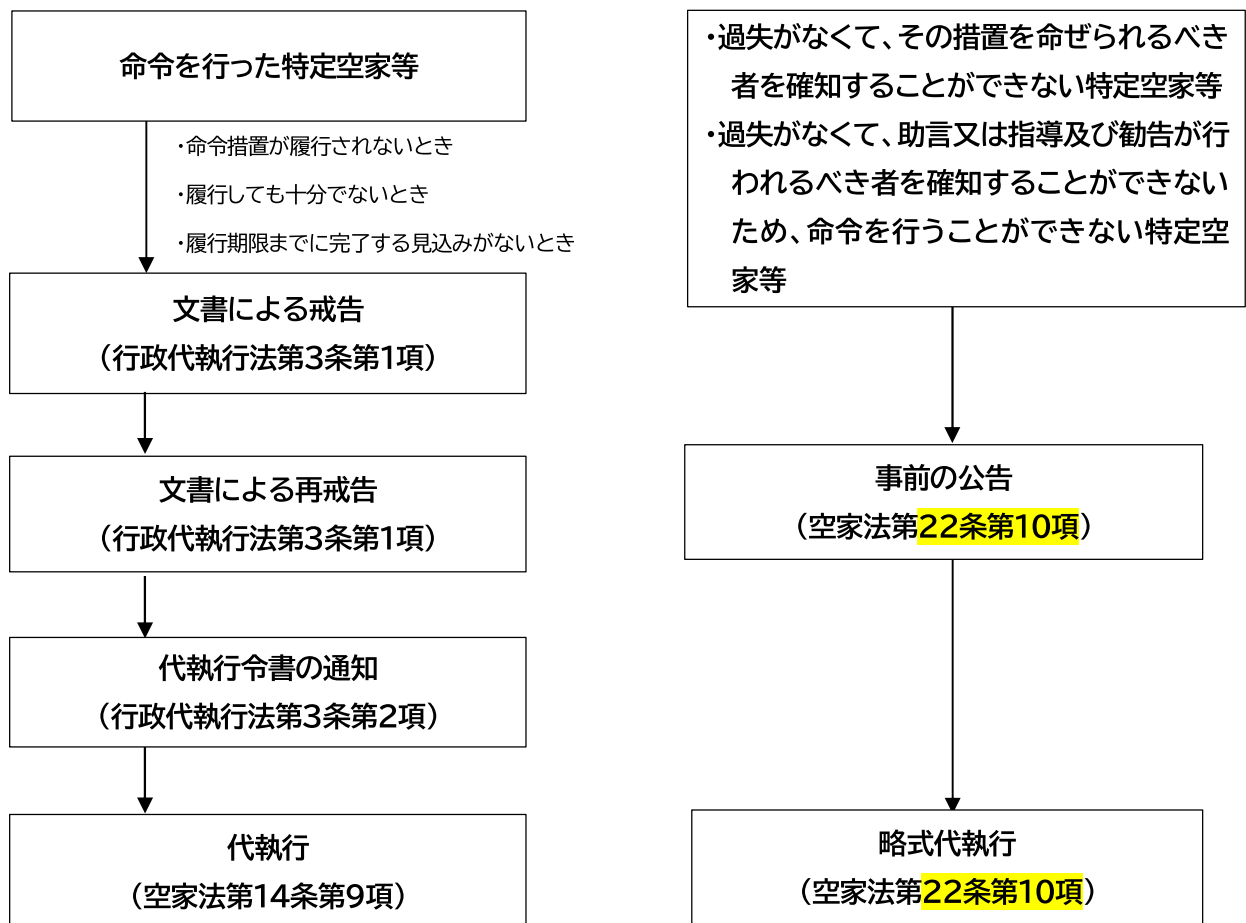 命令を行った特定空家等
・命令措置が履行されないとき
・履行しても十分でないとき
・履行期限までに完了する見込みがないとき
文書による戒告
（行政代執行法第3条第1項）
文書による再戒告
（行政代執行法第3条第1項）
代執行令書の通知
（行政代執行法第3条第2項）
代執行
（空家法第14条第9項）
・過失がなくて、その措置を命ぜられるべき
者を確知することができない特定空家等
・過失がなくて、助言又は指導及び勧告が行
われるべき者を確知することができない
ため、命令を行うことができない特定空
家等
事前の公告
（空家法第22条第10項）
略式代執行
（空家法第22条第10項）